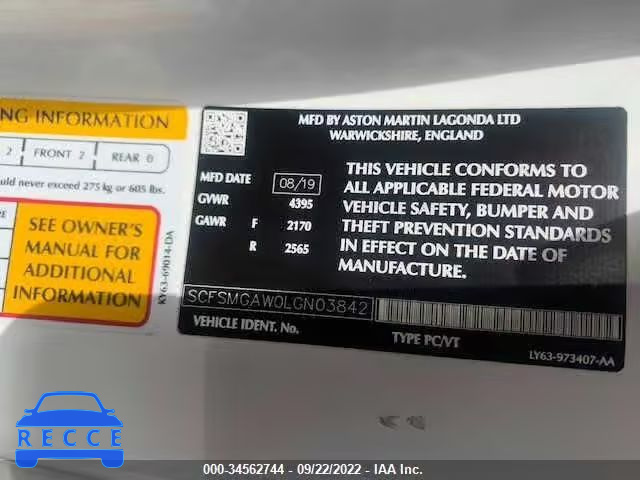 NG INFORMATION
2 FRONT 2 REAR 0
ould never exceed 275 kg or 605 lbs.
RE
SEE OWNER'S
MANUAL FOR
ADDITIONAL
INFORMATION
KY63-69014-DA
MFD BY ASTON MARTIN LAGONDA LTD
WARWICKSHIRE, ENGLAND
MFD DATE 08/19
GVWR 4395
GAWR F 2170
R 2565
THIS VEHICLE CONFORMS TO
ALL APPLICABLE FEDERAL MOTOR
VEHICLE SAFETY, BUMPER AND
THEFT PREVENTION STANDARDS
IN EFFECT ON THE DATE OF
MANUFACTURE.
SCFSMGAW0LGN03842
VEHICLE IDENT. No.
TYPE PC/VT
LY63-973407-AA
RECCE
000-34562744 - 09/22/2022 - IAA Inc.